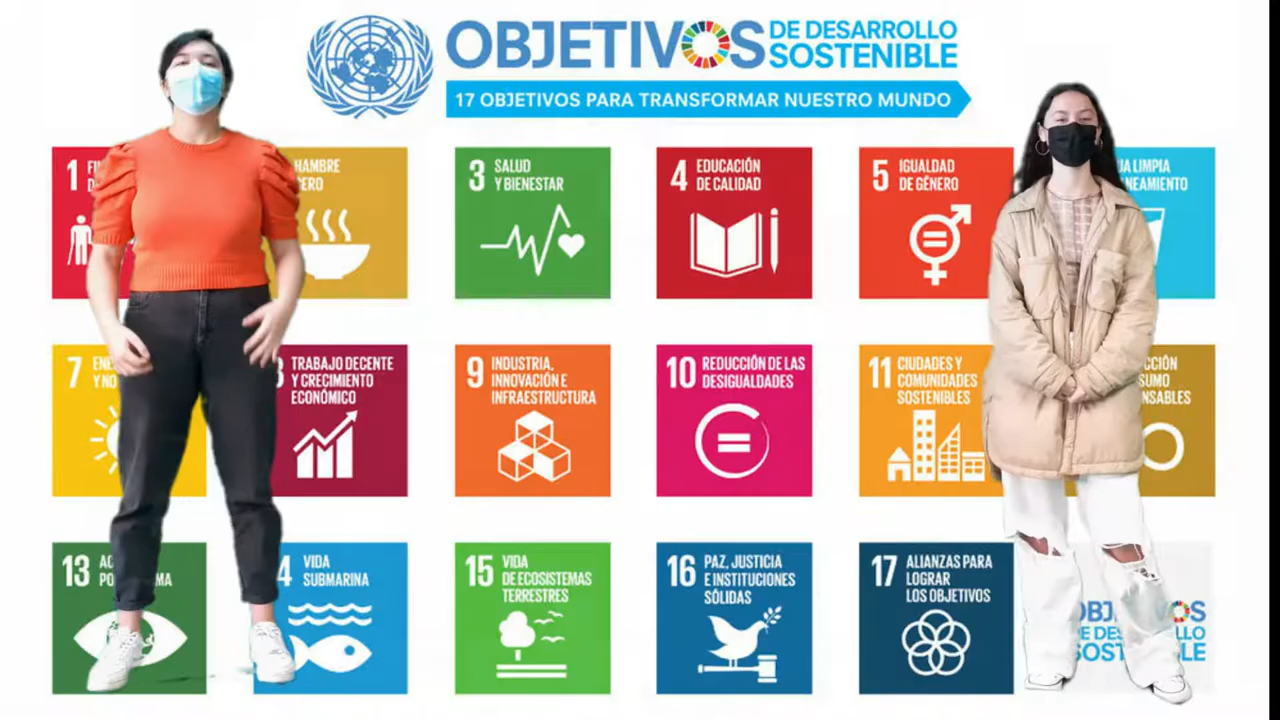 OBJETIVOS DE DESARROLLO
SOSTENIBLE
17 OBJETIVOS PARA TRANSFORMAR NUESTRO MUNDO
1
HAMBRE
CERO
3 SALUD
Y BIENESTAR
4 EDUCACIÓN
DE CALIDAD
5 IGUALDAD
DE GÉNERO
LIMPIA
7
TRABAJO DECENTE
Y CRECIMIENTO
ECONÓMICO
9 INDUSTRIA,
INNOVACIÓN E
INFRAESTRUCTURA
10 REDUCCIÓN DE LAS
DESIGUALDADES
11 CIUDADES Y
COMUNIDADES
SOSTENIBLES
13
4 VIDA
SUBMARINA
15 VIDA
DE ECOSISTEMAS
TERRESTRES
16 PAZ, JUSTICIA
E INSTITUCIONES
SÓLIDAS
17 ALIANZAS PARA
LOGRAR
LOS OBJETIVOS